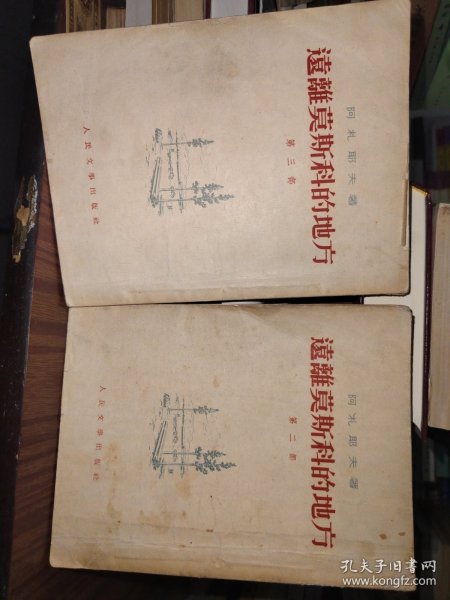 阿札耶夫著
遠離莫斯科的地方
第三部
人民文學出版社
阿札耶夫著
遠離莫斯科的地方
第二部
人民文學出版社
孔夫子旧书网
www.kongfz.com